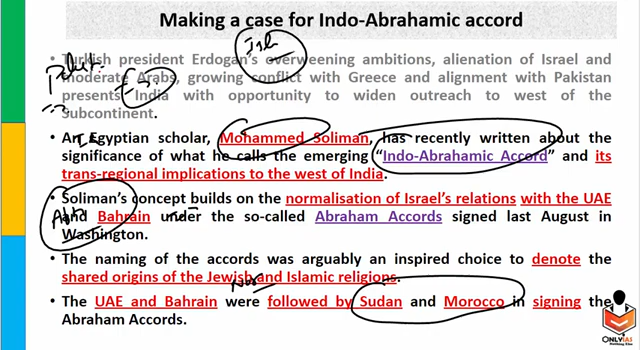 Making a case for Indo-Abrahamic accord
Turkish president Erdogan's overweening ambitions, alienation of Israel and
moderate Arabs, growing conflict with Greece and alignment with Pakistan
presents India with opportunity to widen outreach to west of the
Subcontinent.
An Egyptian scholar, Mohammed Soliman, has recently written about the
significance of what he calls the emerging "Indo-Abrahamic Accord" and its
trans-regional implications to the west of India.
Soliman's concept builds on the normalisation of Israel's relations with the UAE
and Bahrain under the so-called Abraham Accords signed last August in
Washington.
The naming of the accords was arguably an inspired choice to denote the
shared origins of the Jewish and Islamic religions.
The UAE and Bahrain were followed by Sudan and Morocco in signing the
Abraham Accords.
ONLYIAS